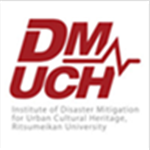 DM
UCH
Institute of Disaster Mitigation
for Urban Cultural Heritage,
Ritsumeikan University